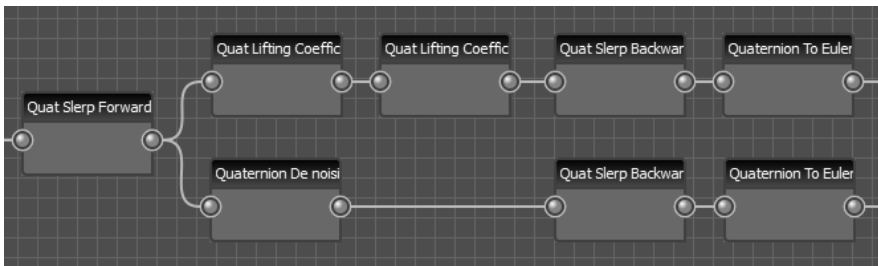 Quat Lifting Coeffic
Quat Lifting Coeffic
Quat Slerp Backwar
Quaternion To Euler
Quat Slerp Forward
Quaternion De noisi
Quat Slerp Backwar
Quaternion To Euler